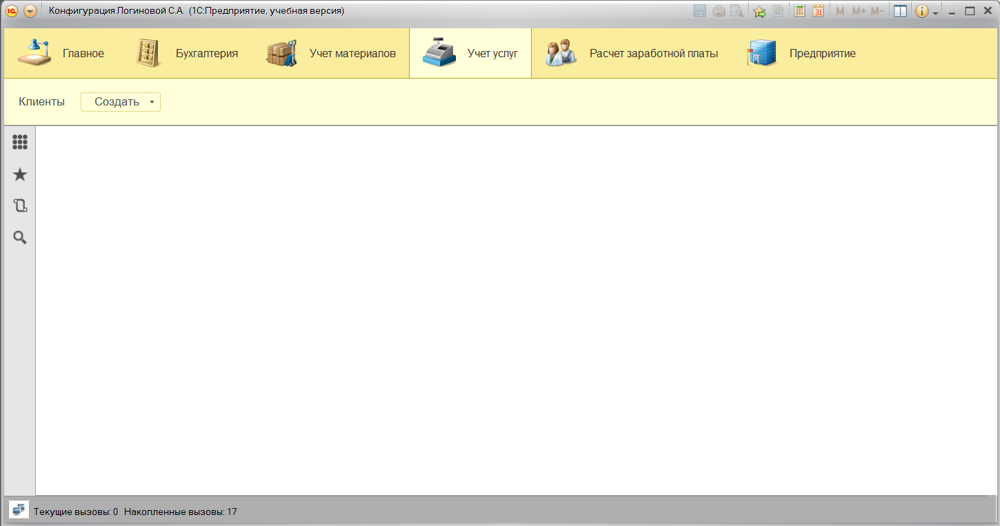 Конфигурация Логиновой С.А. (1С:Предприятие, учебная версия)
31 M M+ M-
Главное Бухгалтерия Учет материалов Учет услуг Расчет заработной платы Предприятие
Клиенты Создать
Текущие вызовы: 0 Накопленные вызовы: 17